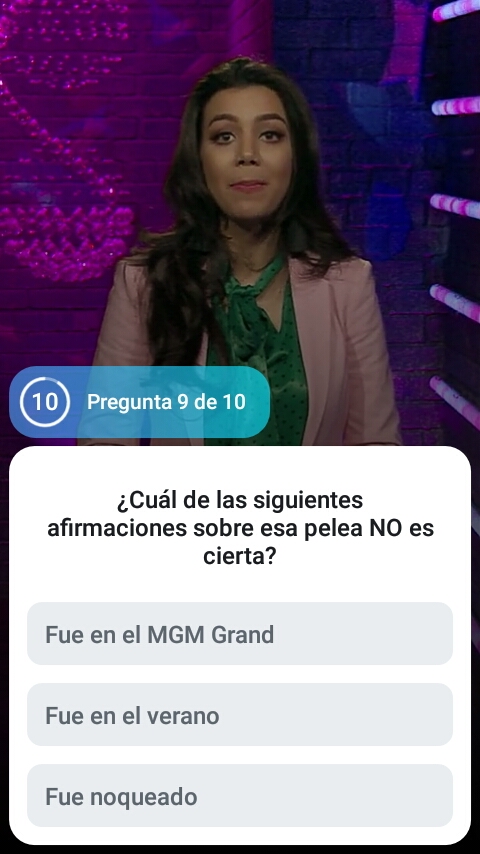 10 Pregunta 9 de 10
¿Cuál de las siguientes
afirmaciones sobre esa pelea NO es
cierta?
Fue en el MGM Grand
Fue en el verano
Fue noqueado